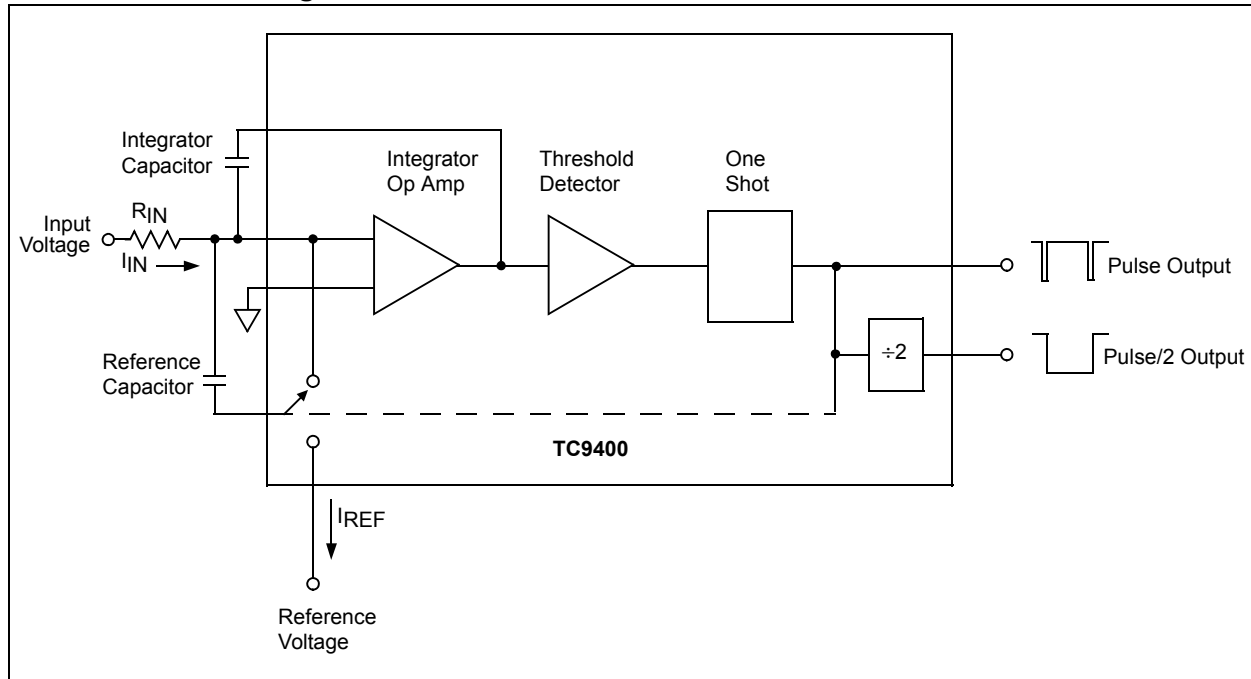 Integrator
Capacitor
Integrator
Op Amp
Threshold
Detector
One
Shot
Input
Voltage
RIN
IIN
Pulse Output
Reference
Capacitor
÷2
Pulse/2 Output
TC9400
IREF
Reference
Voltage